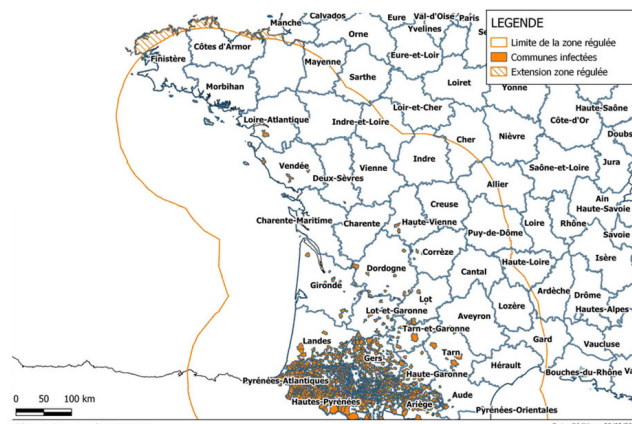 Manche
Calvados
Eure
Val-d'Oise
Paris
Yvelines
Orne
Finistère
Côtes d'Armor
Mayenne
Eure-et-Loir
Sarthe
Morbihan
Loiret
Yonne
Loir-et-Cher
Haute-Saône
Loire-Atlantique
Indre-et-Loire
Côte-d'Or
Cher
Nièvre
Doubs
Vendée
Vienne
Indre
Saône-et-Loire
Jura
Deux-Sèvres
Allier
Creuse
Ain
Charente-Maritime
Charente
Haute-Vienne
Loire
Rhône
Haute-Savoie
Puy-de-Dôme
Savoie
Corrèze
Haute-Loire
Isère
Dordogne
Cantal
Gironde
Ardèche
Drôme
Lot
Lozère
Lot-et-Garonne
Aveyron
Hautes-Alpes
Tarn-et-Garonne
Landes
Gard
Vaucluse
Gers
Tarn
Hérault
Bouches-du-Rhône
Haute-Garonne
Pyrénées-Atlantiques
Aude
Hautes-Pyrénées
Ariège
Pyrénées-Orientales
LEGENDE
Limite de la zone régulée
Communes infectées
Extension zone régulée
0 50 100 km